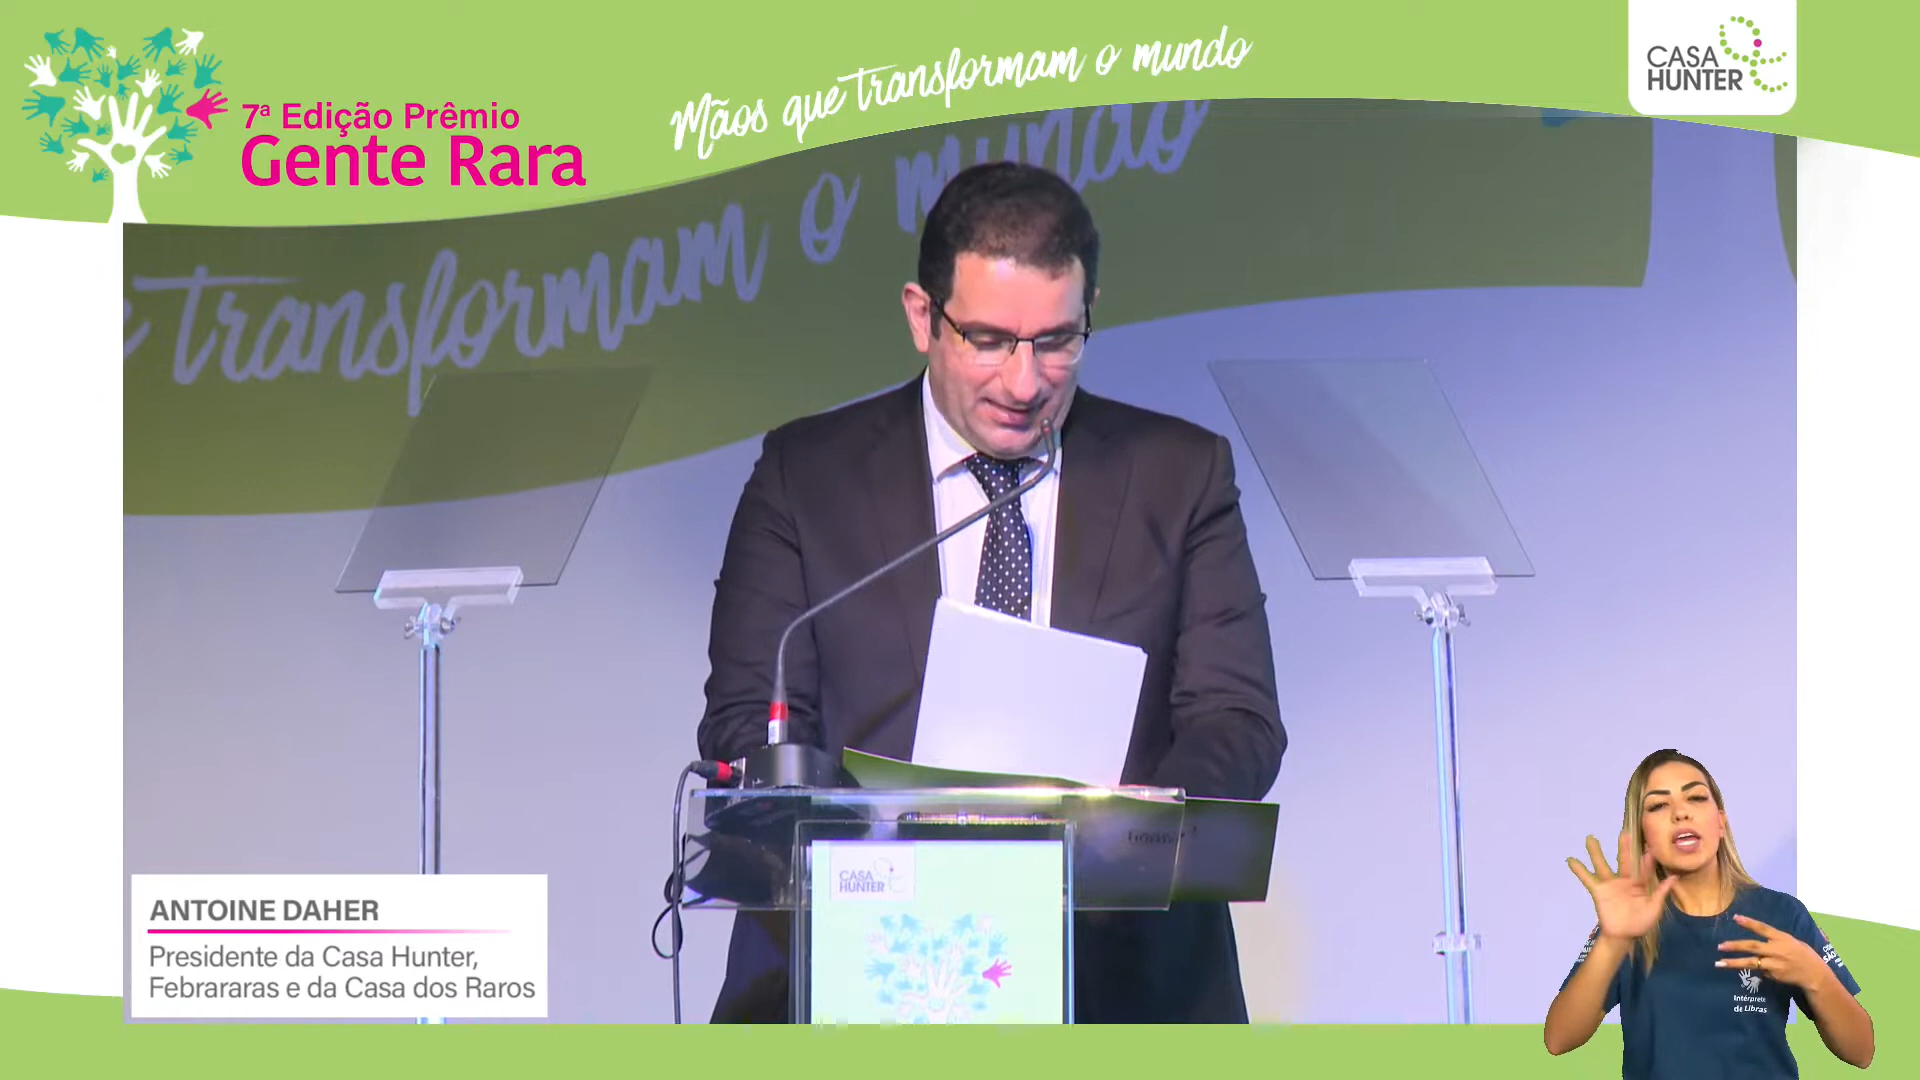 7ª Edição Prêmio
Gente Rara
Mãos que transformam o mundo
CASA
HUNTER
transformam o mundo
CASA
HUNTER
ANTOINE DAHER
Presidente da Casa Hunter,
Febrararas e da Casa dos Raros
Intérprete
de Libras